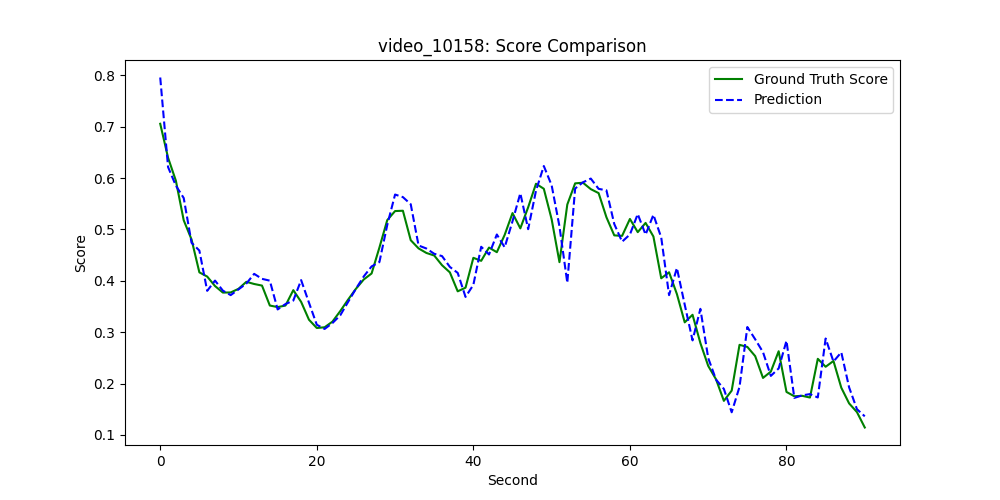 video_10158: Score Comparison
Ground Truth Score
Prediction
Score
0.8
0.7
0.6
0.5
0.4
0.3
0.2
0.1
0 20 40 60 80
Second